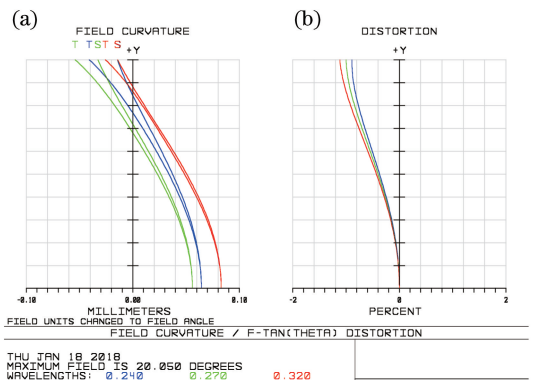 (a)
(b)
FIELD CURVATURE
DISTORTION
T TST S
+Y
+Y
-0.10
0.00
0.10
-2
0
2
MILLIMETERS
PERCENT
FIELD UNITS CHANGED TO FIELD ANGLE
FIELD CURVATURE / F-TAN(THETA) DISTORTION
THU JAN 18 2018
MAXIMUM FIELD IS 20.050 DEGREES
WAVELENGTHS: 0.240 0.270 0.320